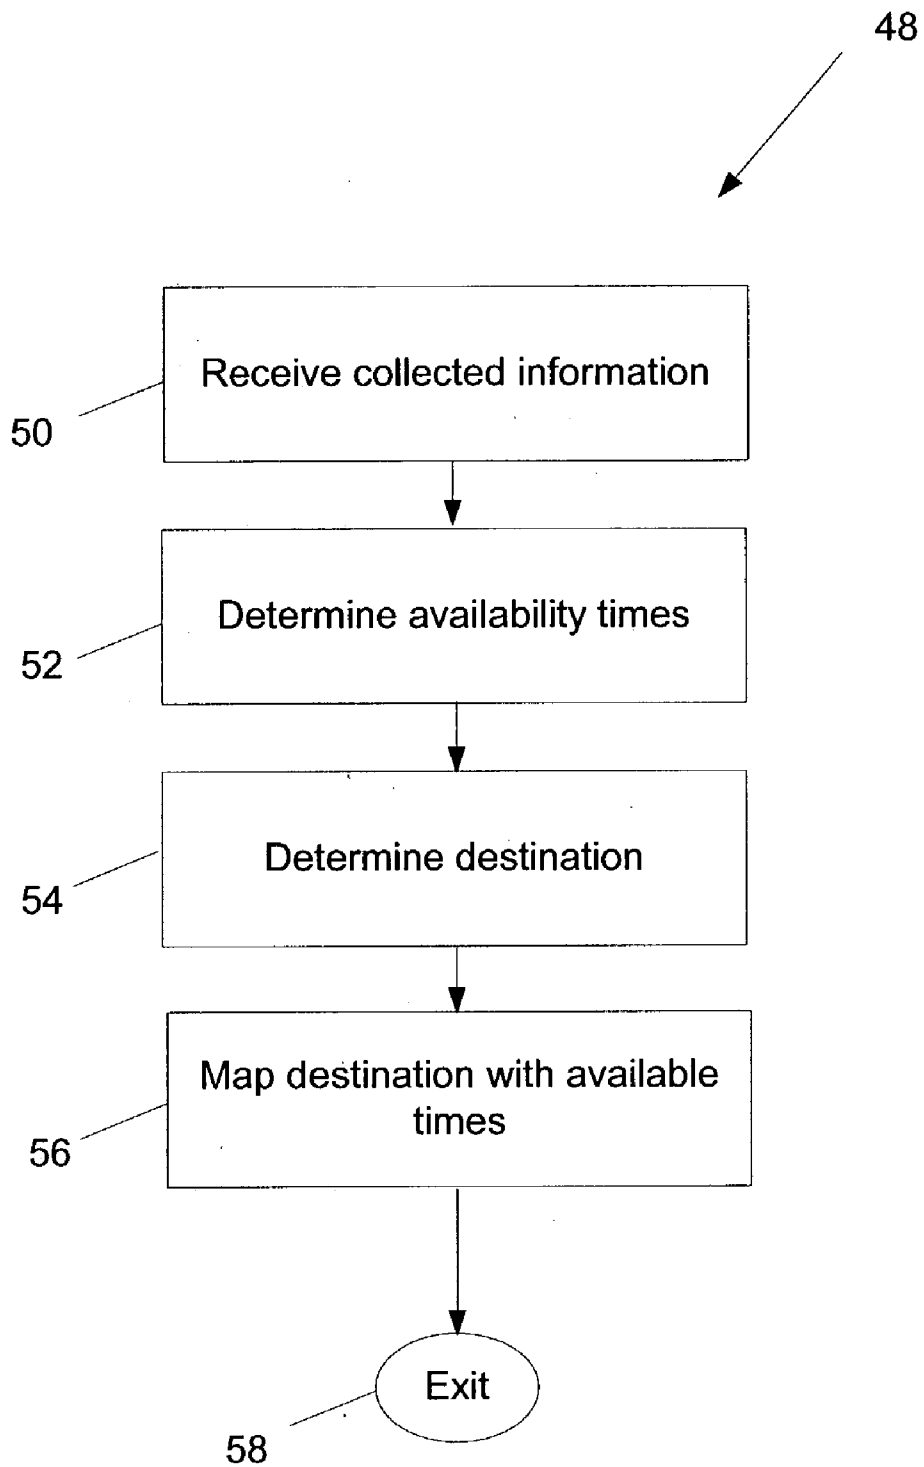 48
Receive collected information
50
Determine availability times
52
Determine destination
54
Map destination with available
times
56
Exit
58